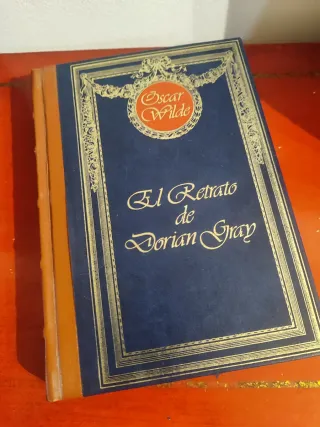 Oscar
Wilde
El Retrato
de
Dorian Gray